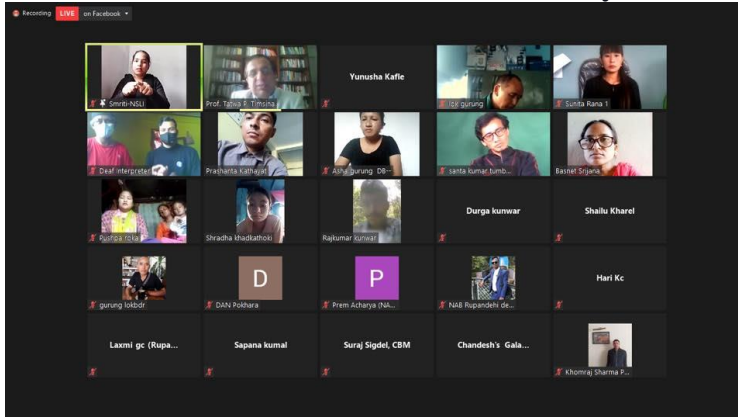 Recording LIVE on Facebook
Smriti-NSLI
Prof. Tatwa P. Timsina
Yunusha Kafle
lok gurung
Sunita Rana 1
Deaf interpreter
Prashanta Kathayat
Asha gurung DB--
santa kumar tumb...
Basnet Srijana
Pushpa roka
Shradha khadkathoki
Rajkumar kunwar
Durga kunwar
Shailu Kharel
gurung lokbdr
D
DAN Pokhara
P
Prem Acharya (NA...
NAB Rupandehi de...
Hari Kc
Laxmi gc (Rupa...
Sapana kumal
Suraj Sigdel, CBM
Chandesh's Gala...
Khomraj Sharma P...